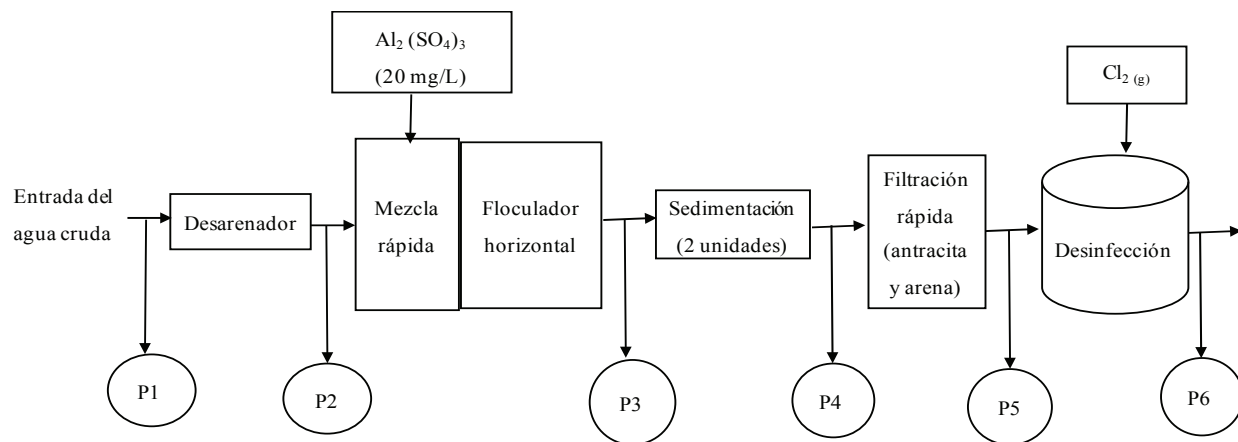 Al₂ (SO₄)₃
(20 mg/L)
Cl₂ (g)
Entrada del
agua cruda
Desarenador
Mezcla
rápida
Floculador
horizontal
Sedimentación
(2 unidades)
Filtración
rápida
(antracita
y arena)
Desinfección
P1
P2
P3
P4
P5
P6